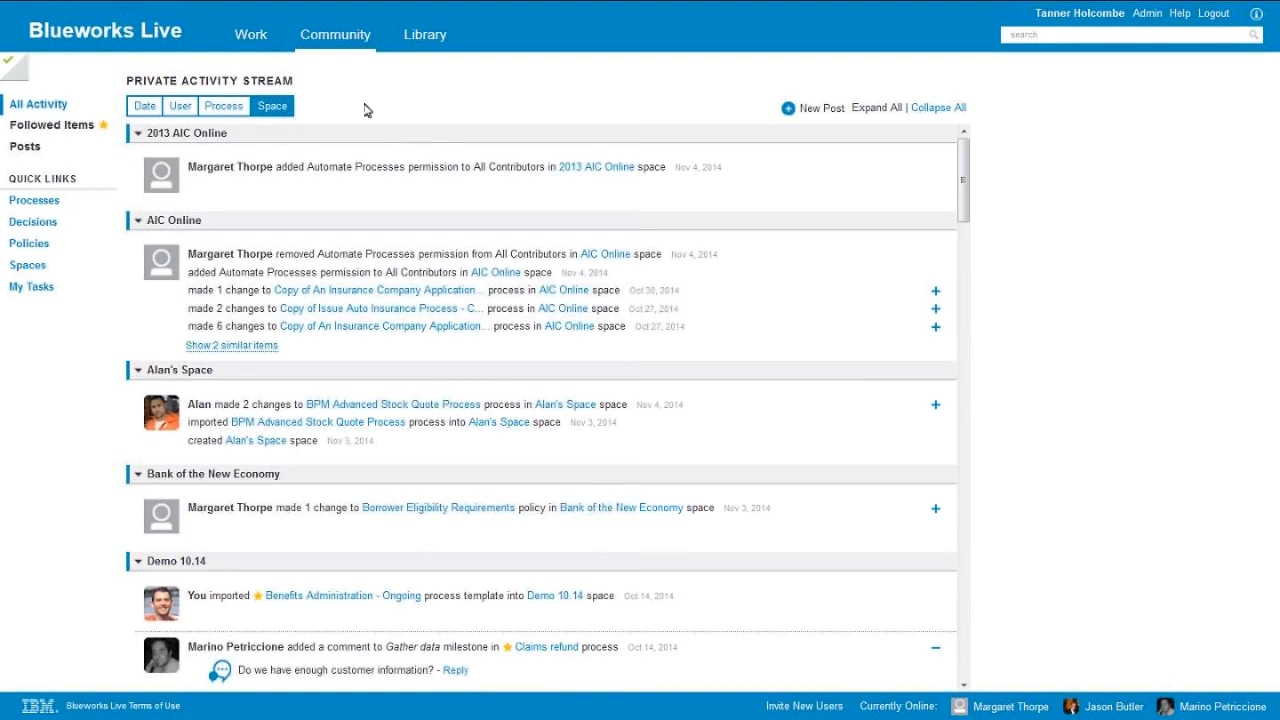 Tanner Holcombe Admin Help Logout
Blueworks Live Work Community Library
search
PRIVATE ACTIVITY STREAM
All Activity
Followed Items
Posts
QUICK LINKS
Processes
Decisions
Policies
Spaces
My Tasks
Date User Process Space
New Post Expand All | Collapse All
2013 AIC Online
Margaret Thorpe added Automate Processes permission to All Contributors in 2013 AIC Online space Nov 4, 2014
AIC Online
Margaret Thorpe removed Automate Processes permission from All Contributors in AIC Online space Nov 4, 2014
added Automate Processes permission to All Contributors in AIC Online space Nov 4, 2014
made 1 change to Copy of An Insurance Company Application... process in AIC Online space Oct 30, 2014
made 2 changes to Copy of Issue Auto Insurance Process - C... process in AIC Online space Oct 27, 2014
made 6 changes to Copy of An Insurance Company Application... process in AIC Online space Oct 27, 2014
Show 2 similar items
Alan's Space
Alan made 2 changes to BPM Advanced Stock Quote Process process in Alan's Space space Nov 4, 2014
imported BPM Advanced Stock Quote Process process into Alan's Space space Nov 3, 2014
created Alan's Space space Nov 3, 2014
Bank of the New Economy
Margaret Thorpe made 1 change to Borrower Eligibility Requirements policy in Bank of the New Economy space Nov 3, 2014
Demo 10.14
You imported Benefits Administration - Ongoing process template into Demo 10.14 space Oct 14, 2014
Marino Petriccione added a comment to Gather data milestone in Claims refund process Oct 14, 2014
Do we have enough customer information? - Reply
IBM. Blueworks Live Terms of Use Invite New Users Currently Online: Margaret Thorpe Jason Butler Marino Petriccione